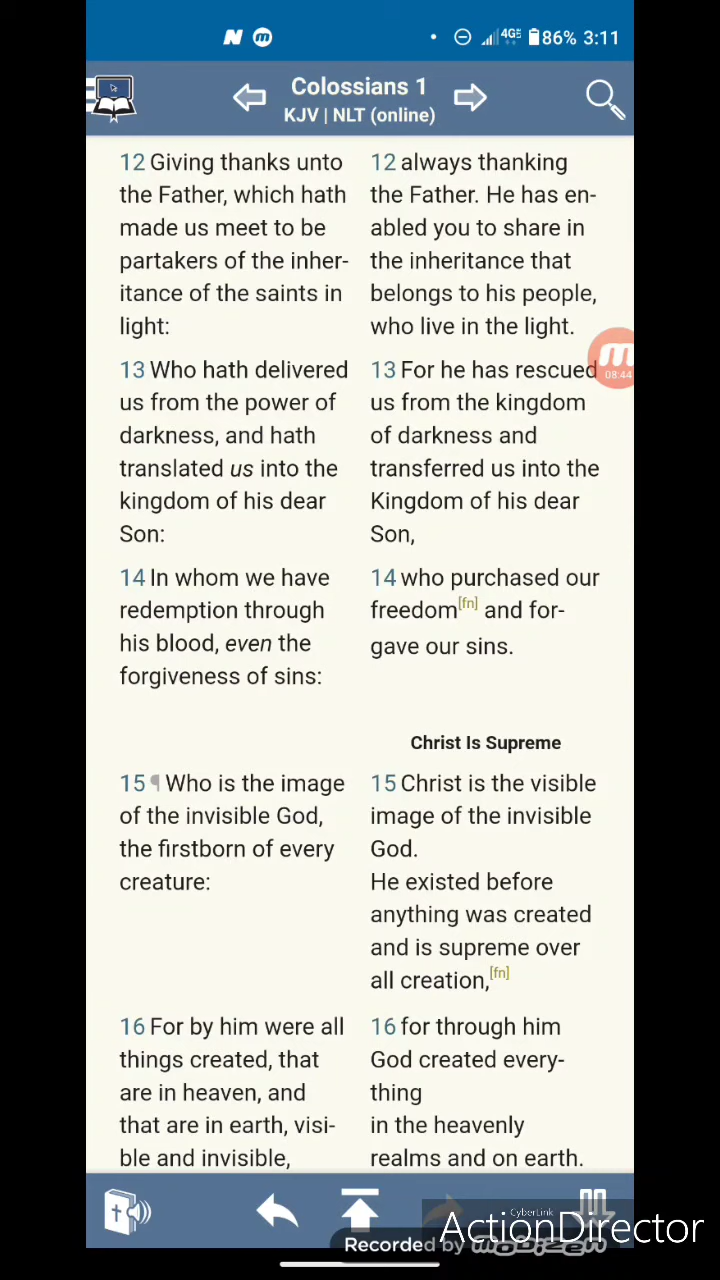 N m • 4GE 86% 3:11
Colossians 1
KJV | NLT (online)
12 Giving thanks unto
the Father, which hath
made us meet to be
partakers of the inher-
itance of the saints in
light:
13 Who hath delivered
us from the power of
darkness, and hath
translated us into the
kingdom of his dear
Son:
14 In whom we have
redemption through
his blood, even the
forgiveness of sins:
15 ¶ Who is the image
of the invisible God,
the firstborn of every
creature:
16 For by him were all
things created, that
are in heaven, and
that are in earth, visi-
ble and invisible,
12 always thanking
the Father. He has en-
abled you to share in
the inheritance that
belongs to his people,
who live in the light.
13 For he has rescued
us from the kingdom
of darkness and
transferred us into the
Kingdom of his dear
Son,
14 who purchased our
freedom[fn] and for-
gave our sins.
Christ Is Supreme
15 Christ is the visible
image of the invisible
God.
He existed before
anything was created
and is supreme over
all creation,[fn]
16 for through him
God created every-
thing
in the heavenly
realms and on earth.
m
08:44
CyberLink
ActionDirector
Recorded by MOBIZEN